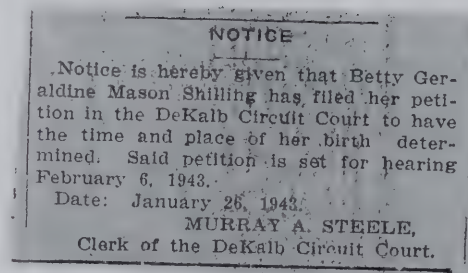 NOTICE
Notice is hereby given that Betty Ger-
aldine Mason Shilling has filed her peti-
tion in the DeKalb Circuit Court to have
the time and place of her birth deter-
mined. Said petition is set for hearing
February 6, 1943.
Date: January 26, 1943.
MURRAY A. STEELE,
Clerk of the DeKalb Circuit Court.